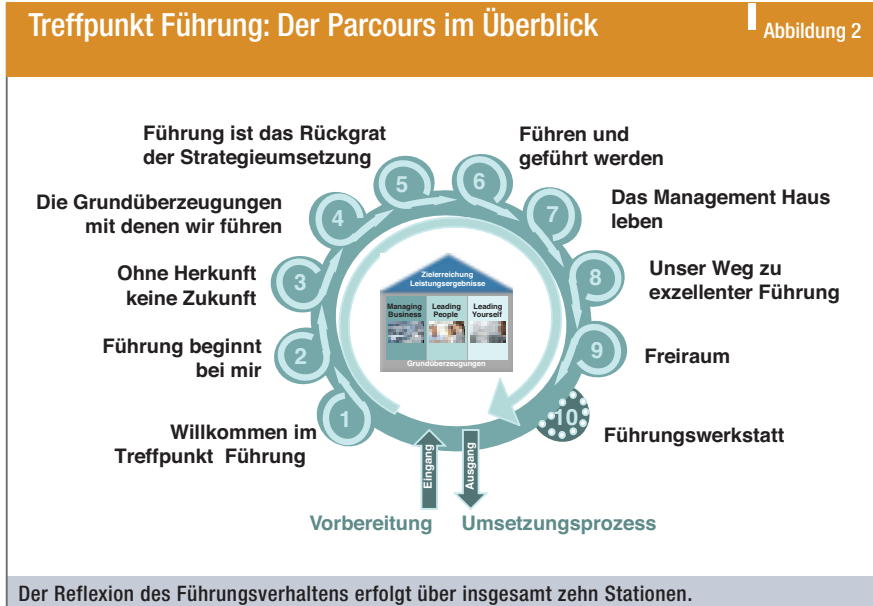 Treffpunkt Führung: Der Parcours im Überblick
Abbildung 2
Führung ist das Rückgrat
der Strategieumsetzung
Führen und
geführt werden
Die Grundüberzeugungen
mit denen wir führen
Das Management Haus
leben
Ohne Herkunft
keine Zukunft
Unser Weg zu
exzellenter Führung
Führung beginnt
bei mir
Freiraum
Willkommen im
Treffpunkt Führung
Führungswerkstatt
1
2
3
4
5
6
7
8
9
10
Zielerreichung
Leistungsergebnisse
Managing
Business
Leading
People
Leading
Yourself
Grundüberzeugungen
Eingang
Ausgang
Vorbereitung
Umsetzungsprozess
Der Reflexion des Führungsverhaltens erfolgt über insgesamt zehn Stationen.